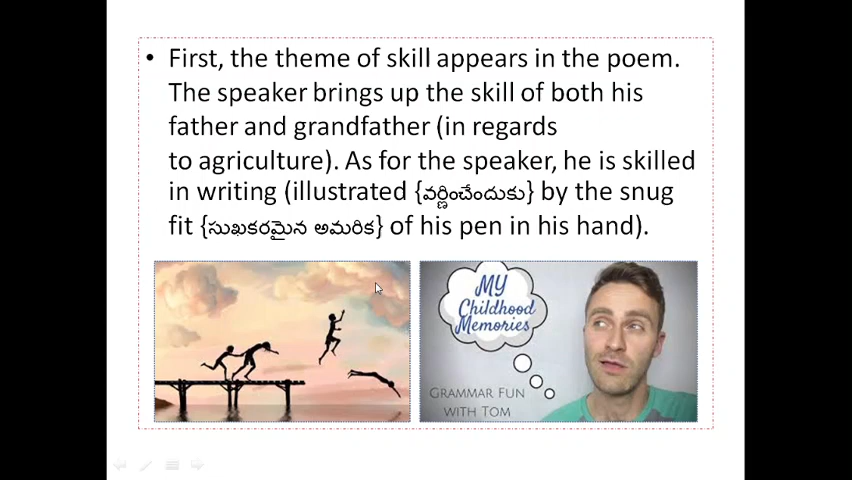 • First, the theme of skill appears in the poem.
The speaker brings up the skill of both his
father and grandfather (in regards
to agriculture). As for the speaker, he is skilled
in writing (illustrated {వర్ణించేందుకు} by the snug
fit {సుఖకరమైన అమరిక} of his pen in his hand).
MY
Childhood
Memories
GRAMMAR FUN
WITH TOM